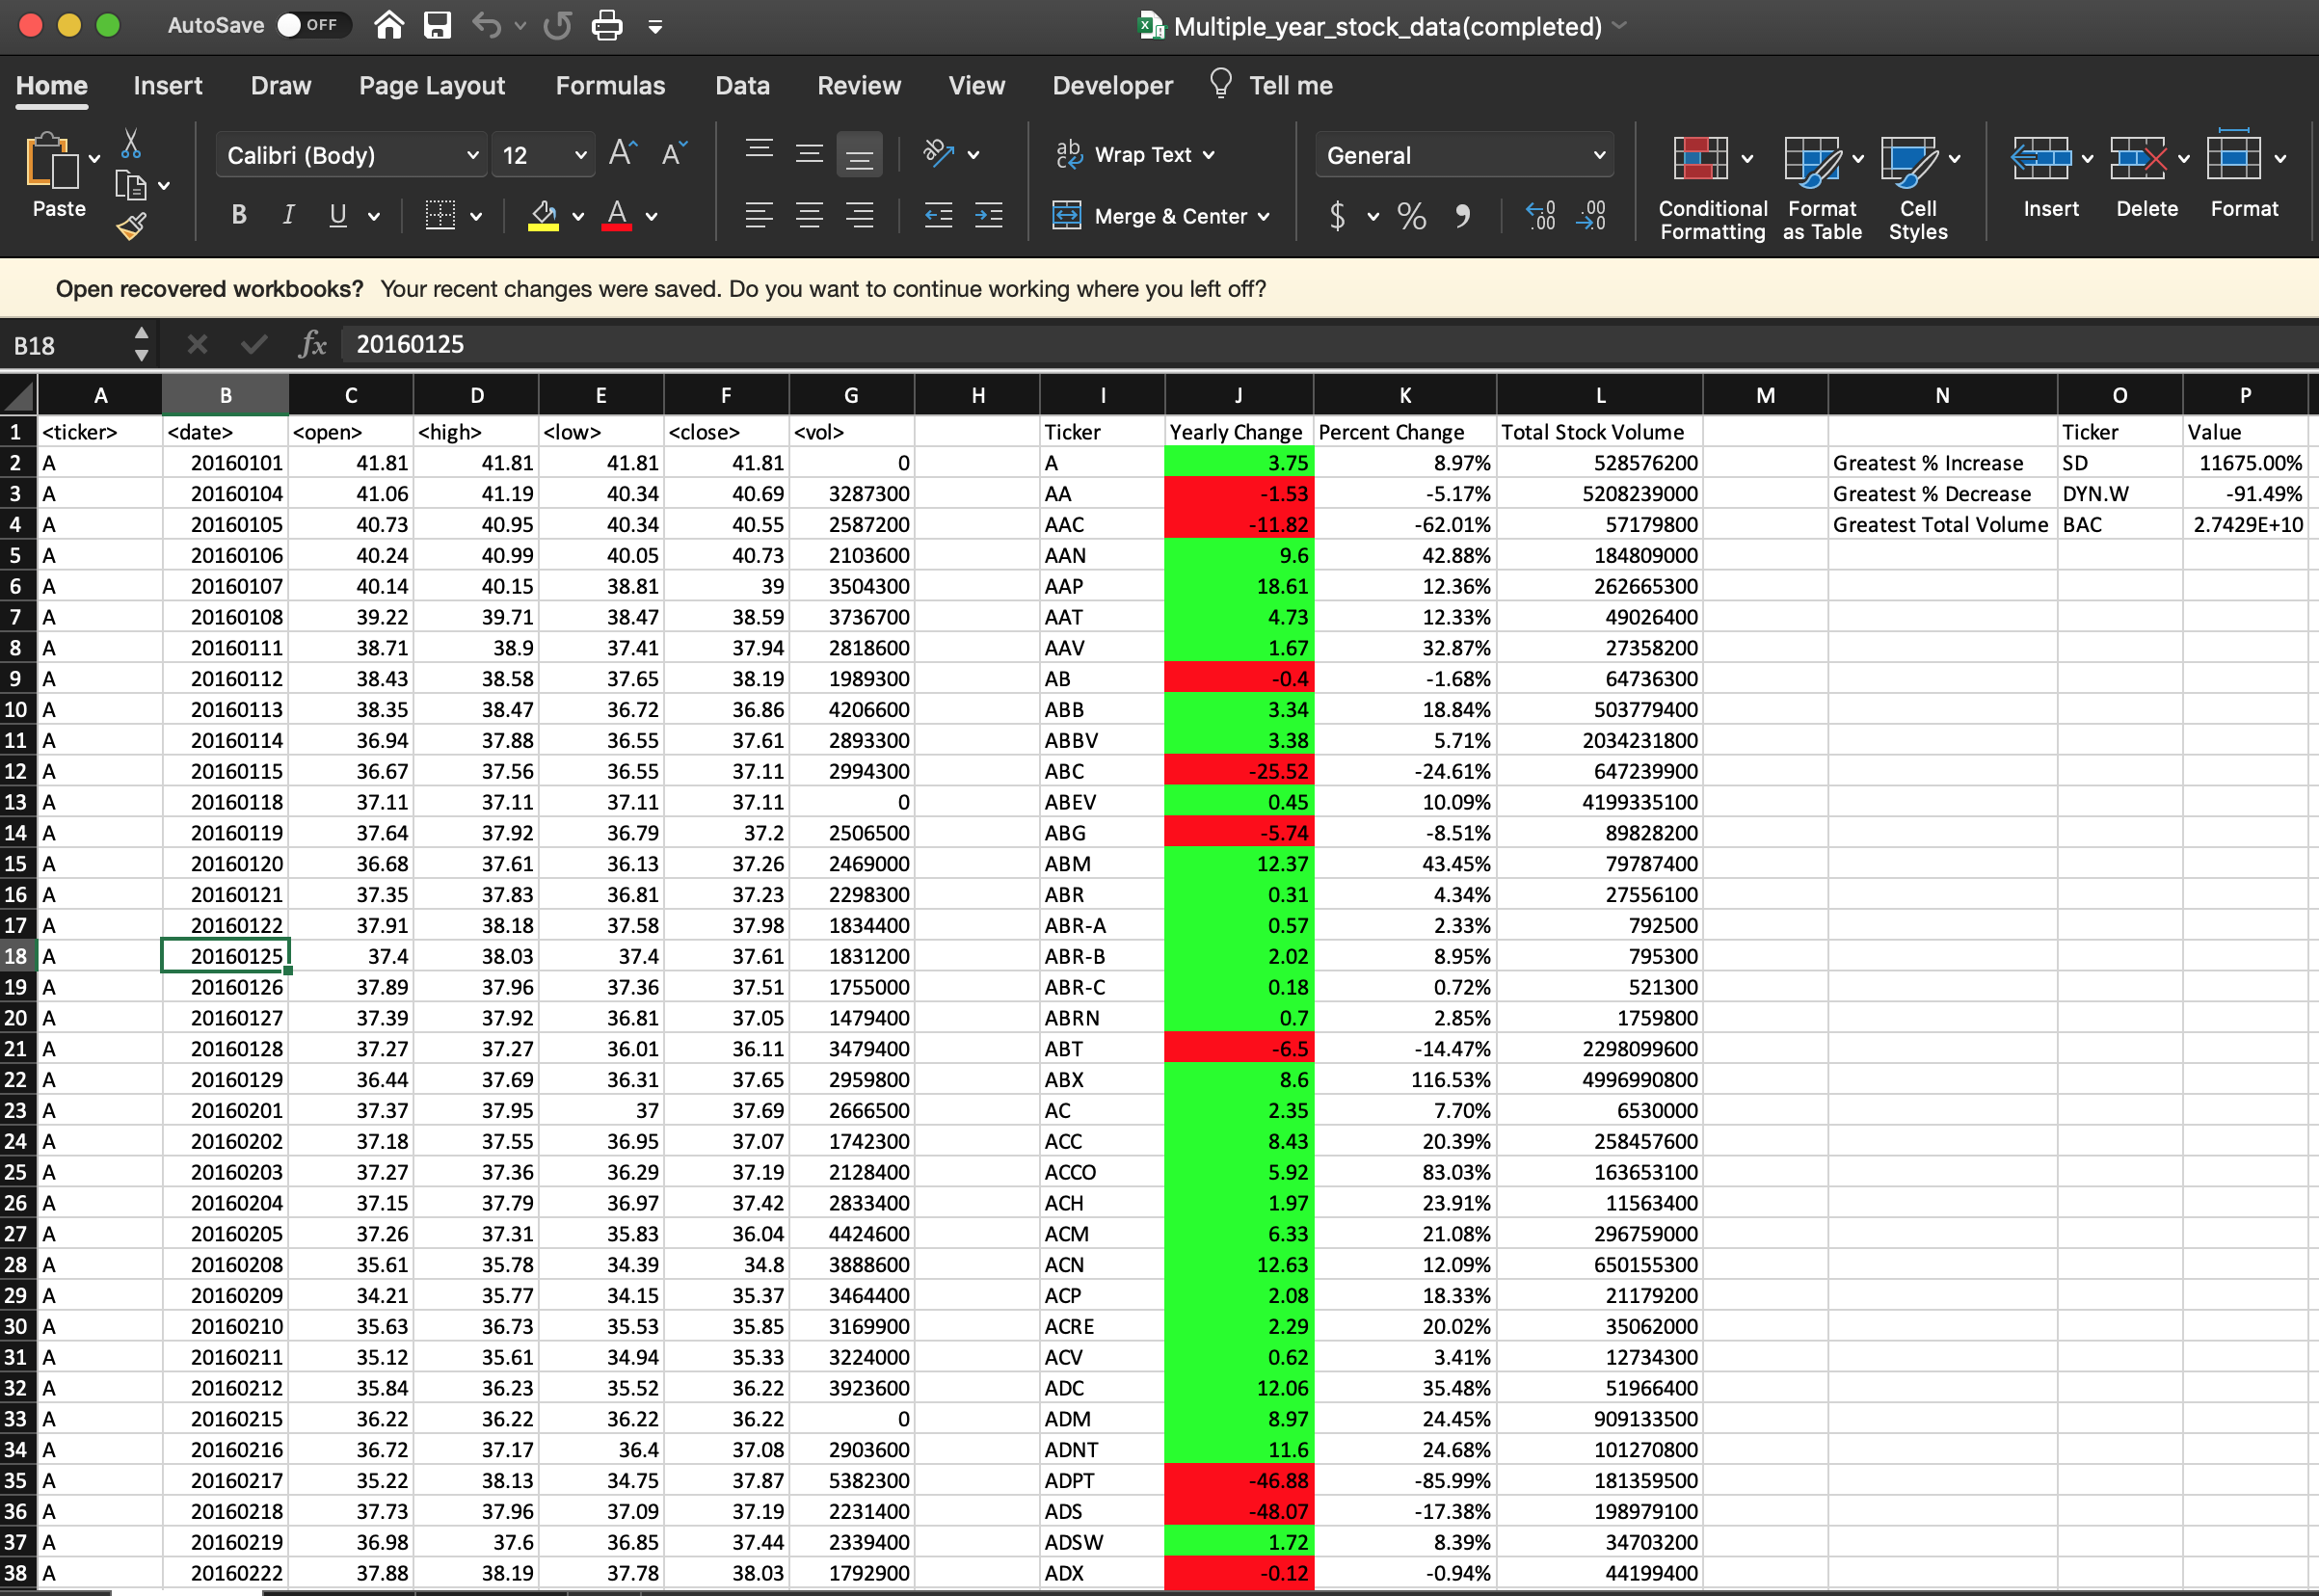 AutoSave OFF Multiple_year_stock_data(completed)
Home Insert Draw Page Layout Formulas Data Review View Developer Tell me
Paste Calibri (Body) 12 A A Wrap Text General Conditional Formatting Format as Table Cell Styles Insert Delete Format
B I U A Merge & Center $ %
Open recovered workbooks? Your recent changes were saved. Do you want to continue working where you left off?
B18 fx 20160125
A B C D E F G H I J K L M N O P
1 <ticker> <date> <open> <high> <low> <close> <vol> Ticker Yearly Change Percent Change Total Stock Volume Ticker Value
2 A 20160101 41.81 41.81 41.81 41.81 0 A 3.75 8.97% 528576200 Greatest % Increase SD 11675.00%
3 A 20160104 41.06 41.19 40.34 40.69 3287300 AA -1.53 -5.17% 5208239000 Greatest % Decrease DYN.W -91.49%
4 A 20160105 40.73 40.95 40.34 40.55 2587200 AAC -11.82 -62.01% 57179800 Greatest Total Volume BAC 2.7429E+10
5 A 20160106 40.24 40.99 40.05 40.73 2103600 AAN 9.6 42.88% 184809000
6 A 20160107 40.14 40.15 38.81 39 3504300 AAP 18.61 12.36% 262665300
7 A 20160108 39.22 39.71 38.47 38.59 3736700 AAT 4.73 12.33% 49026400
8 A 20160111 38.71 38.9 37.41 37.94 2818600 AAV 1.67 32.87% 27358200
9 A 20160112 38.43 38.58 37.65 38.19 1989300 AB -0.4 -1.68% 64736300
10 A 20160113 38.35 38.47 36.72 36.86 4206600 ABB 3.34 18.84% 503779400
11 A 20160114 36.94 37.88 36.55 37.61 2893300 ABBV 3.38 5.71% 2034231800
12 A 20160115 36.67 37.56 36.55 37.11 2994300 ABC -25.52 -24.61% 647239900
13 A 20160118 37.11 37.11 37.11 37.11 0 ABEV 0.45 10.09% 4199335100
14 A 20160119 37.64 37.92 36.79 37.2 2506500 ABG -5.74 -8.51% 89828200
15 A 20160120 36.68 37.61 36.13 37.26 2469000 ABM 12.37 43.45% 79787400
16 A 20160121 37.35 37.83 36.81 37.23 2298300 ABR 0.31 4.34% 27556100
17 A 20160122 37.91 38.18 37.58 37.98 1834400 ABR-A 0.57 2.33% 792500
18 A 20160125 37.4 38.03 37.4 37.61 1831200 ABR-B 2.02 8.95% 795300
19 A 20160126 37.89 37.96 37.36 37.51 1755000 ABR-C 0.18 0.72% 521300
20 A 20160127 37.39 37.92 36.81 37.05 1479400 ABRN 0.7 2.85% 1759800
21 A 20160128 37.27 37.27 36.01 36.11 3479400 ABT -6.5 -14.47% 2298099600
22 A 20160129 36.44 37.69 36.31 37.65 2959800 ABX 8.6 116.53% 4996990800
23 A 20160201 37.37 37.95 37 37.69 2666500 AC 2.35 7.70% 6530000
24 A 20160202 37.18 37.55 36.95 37.07 1742300 ACC 8.43 20.39% 258457600
25 A 20160203 37.27 37.36 36.29 37.19 2128400 ACCO 5.92 83.03% 163653100
26 A 20160204 37.15 37.79 36.97 37.42 2833400 ACH 1.97 23.91% 11563400
27 A 20160205 37.26 37.31 35.83 36.04 4424600 ACM 6.33 21.08% 296759000
28 A 20160208 35.61 35.78 34.39 34.8 3888600 ACN 12.63 12.09% 650155300
29 A 20160209 34.21 35.77 34.15 35.37 3464400 ACP 2.08 18.33% 21179200
30 A 20160210 35.63 36.73 35.53 35.85 3169900 ACRE 2.29 20.02% 35062000
31 A 20160211 35.12 35.61 34.94 35.33 3224000 ACV 0.62 3.41% 12734300
32 A 20160212 35.84 36.23 35.52 36.22 3923600 ADC 12.06 35.48% 51966400
33 A 20160215 36.22 36.22 36.22 36.22 0 ADM 8.97 24.45% 909133500
34 A 20160216 36.72 37.17 36.4 37.08 2903600 ADNT 11.6 24.68% 101270800
35 A 20160217 35.22 38.13 34.75 37.87 5382300 ADPT -46.88 -85.99% 181359500
36 A 20160218 37.73 37.96 37.09 37.19 2231400 ADS -48.07 -17.38% 198979100
37 A 20160219 36.98 37.6 36.85 37.44 2339400 ADSW 1.72 8.39% 34703200
38 A 20160222 37.88 38.19 37.78 38.03 1792900 ADX -0.12 -0.94% 44199400